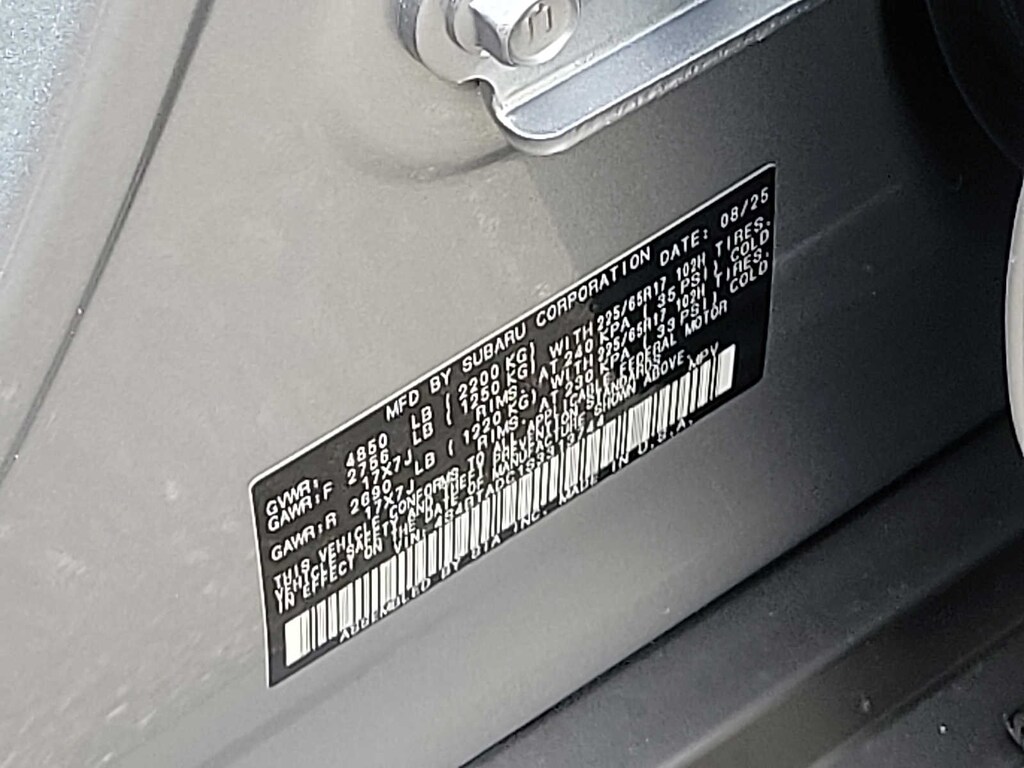 MFD BY SUBARU CORPORATION DATE: 08/25
GVWR: 4850 LB ( 2200 KG)
GAWR:F 2756 LB ( 1250 KG) WITH 225/65R17 102H TIRES,
17X7J RIMS, AT 240 KPA ( 35 PSI) COLD
GAWR:R 2690 LB ( 1220 KG) WITH 225/65R17 102H TIRES,
17X7J RIMS, AT 230 KPA ( 33 PSI) COLD
THIS VEHICLE CONFORMS TO ALL APPLICABLE FEDERAL MOTOR
VEHICLE SAFETY AND THEFT PREVENTION STANDARDS
IN EFFECT ON THE DATE OF MANUFACTURE SHOWN ABOVE.
VIN: MPV
ASSEMBLED BY SIA INC. MADE IN U.S.A.